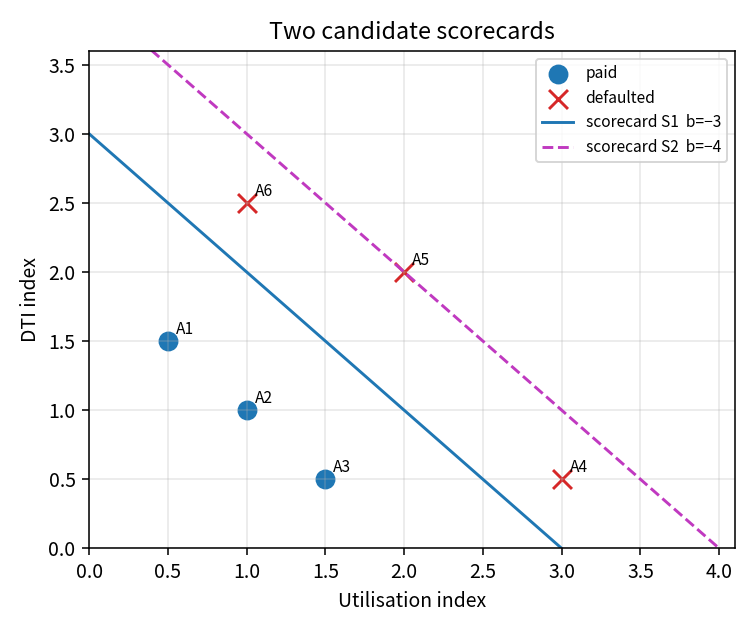 Two candidate scorecards
paid
defaulted
scorecard S1  b=−3
scorecard S2  b=−4
DTI index
3.5
3.0
2.5
2.0
1.5
1.0
0.5
0.0
A6
A5
A1
A2
A3
A4
0.0 0.5 1.0 1.5 2.0 2.5 3.0 3.5 4.0
Utilisation index